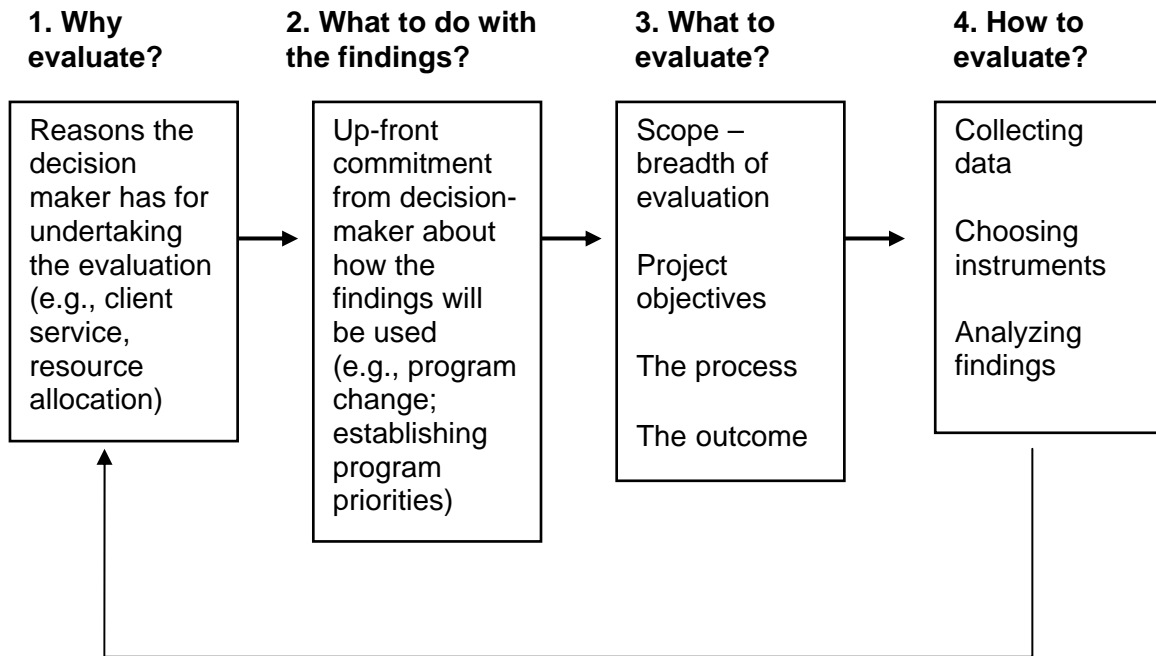 1. Why
evaluate?
2. What to do with
the findings?
3. What to
evaluate?
4. How to
evaluate?
Reasons the
decision
maker has for
undertaking
the evaluation
(e.g., client
service,
resource
allocation)
Up-front
commitment
from decision-
maker about
how the
findings will
be used
(e.g., program
change;
establishing
program
priorities)
Scope –
breadth of
evaluation
Project
objectives
The process
The outcome
Collecting
data
Choosing
instruments
Analyzing
findings